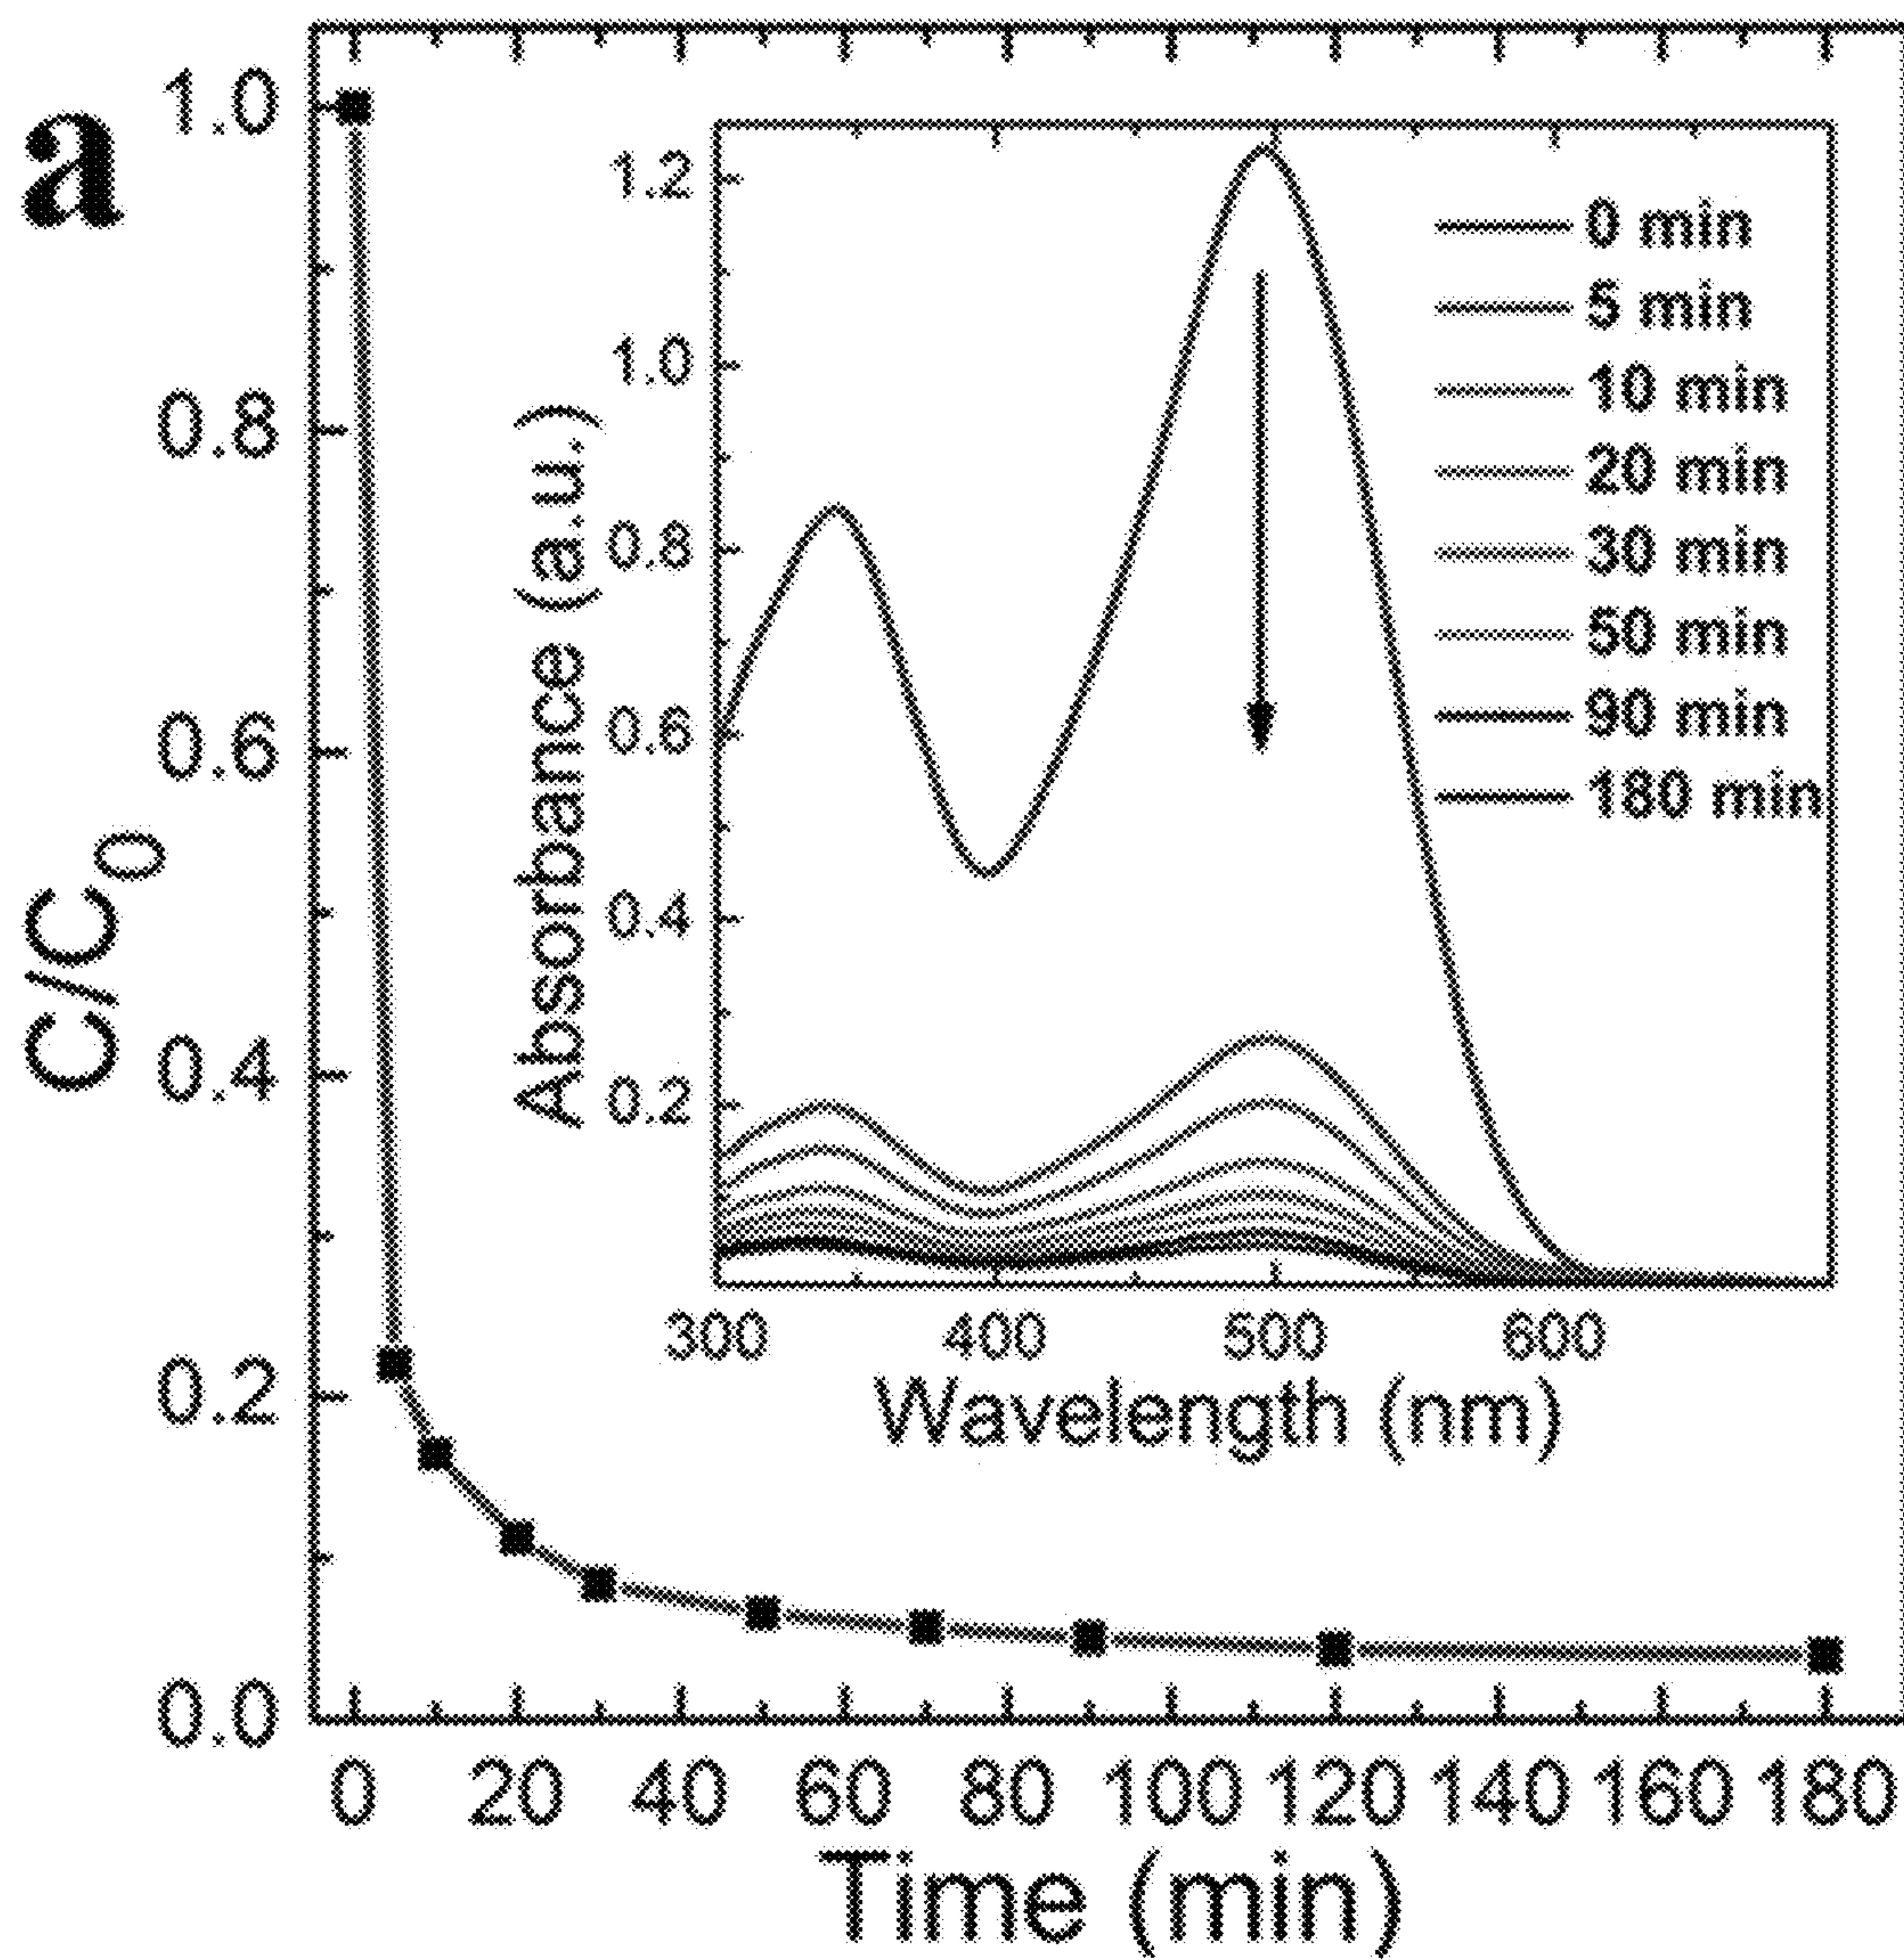 a
C/C0
1.0
0.8
0.6
0.4
0.2
0.0
0 20 40 60 80 100 120 140 160 180
Time (min)
Absorbance (a.u.)
1.2
1.0
0.8
0.6
0.4
0.2
300 400 500 600
Wavelength (nm)
0 min
5 min
10 min
20 min
30 min
50 min
90 min
180 min